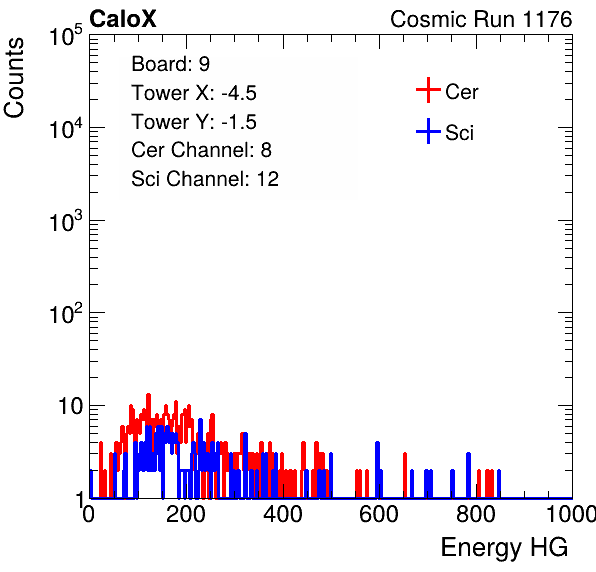 CaloX Cosmic Run 1176
Counts
Board: 9
Tower X: -4.5
Tower Y: -1.5
Cer Channel: 8
Sci Channel: 12
Cer
Sci
10^5
10^4
10^3
10^2
10
1
0 200 400 600 800 1000
Energy HG